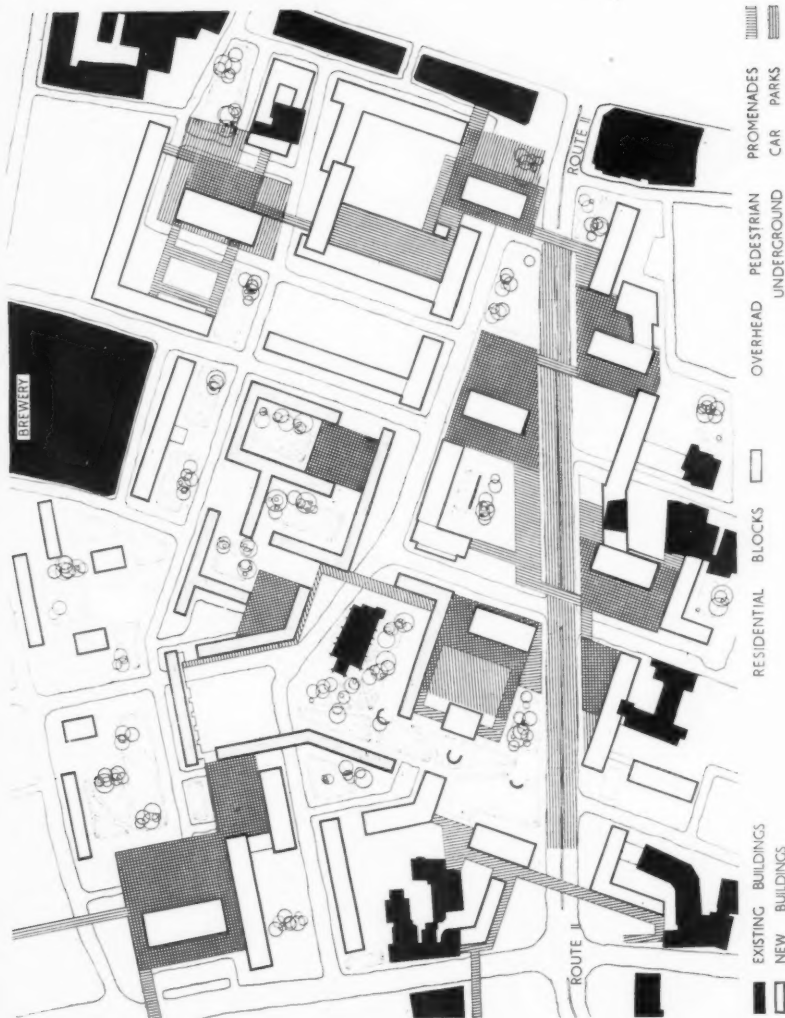 BREWERY
ROUTE II
ROUTE II
EXISTING BUILDINGS
NEW BUILDINGS
RESIDENTIAL BLOCKS
OVERHEAD PEDESTRIAN PROMENADES
UNDERGROUND CAR PARKS